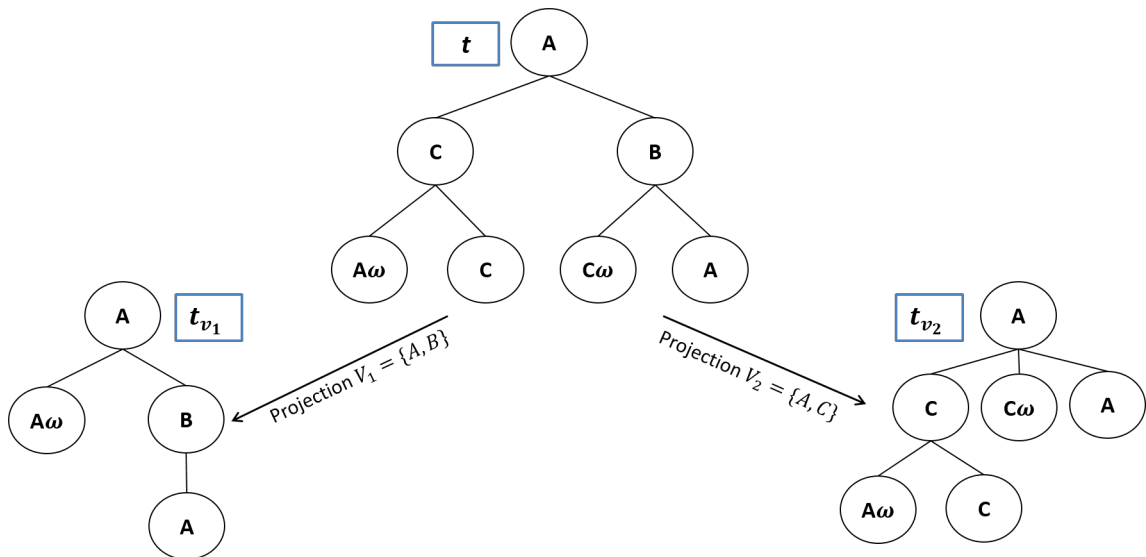 t
A
C
B
Aω
C
Cω
A
A
t_{v_1}
Projection V_1 = {A, B}
Projection V_2 = {A, C}
t_{v_2}
A
Aω
B
C
Cω
A
A
Aω
C